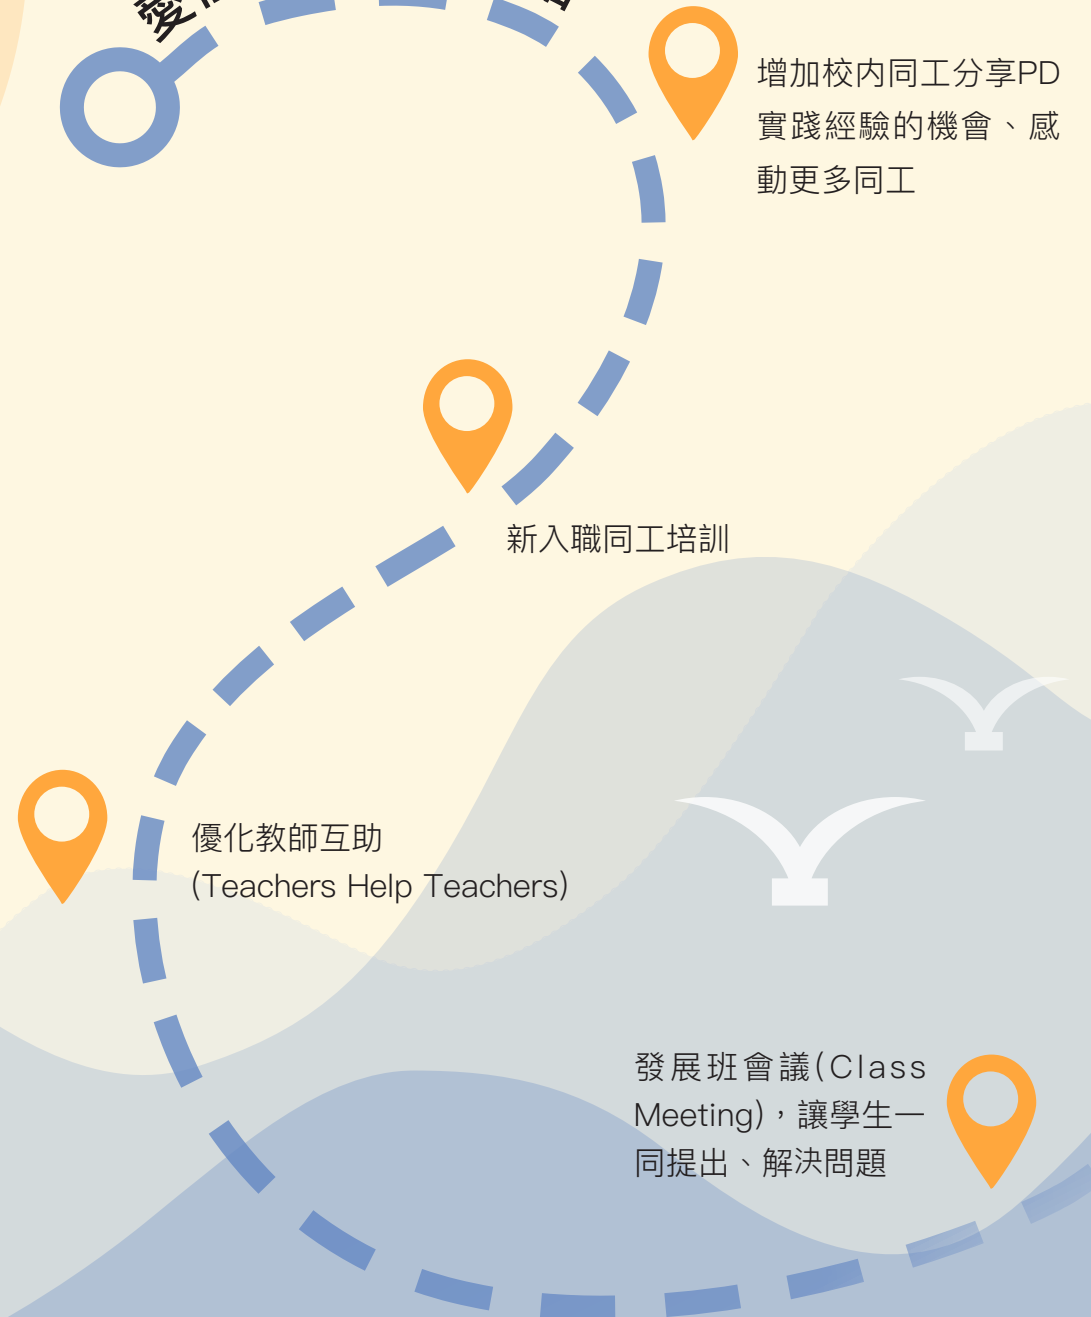 增加校内同工分享PD
實踐經驗的機會、感
動更多同工
新入職同工培訓
優化教師互助
(Teachers Help Teachers)
發展班會議(Class
Meeting)，讓學生一
同提出、解決問題